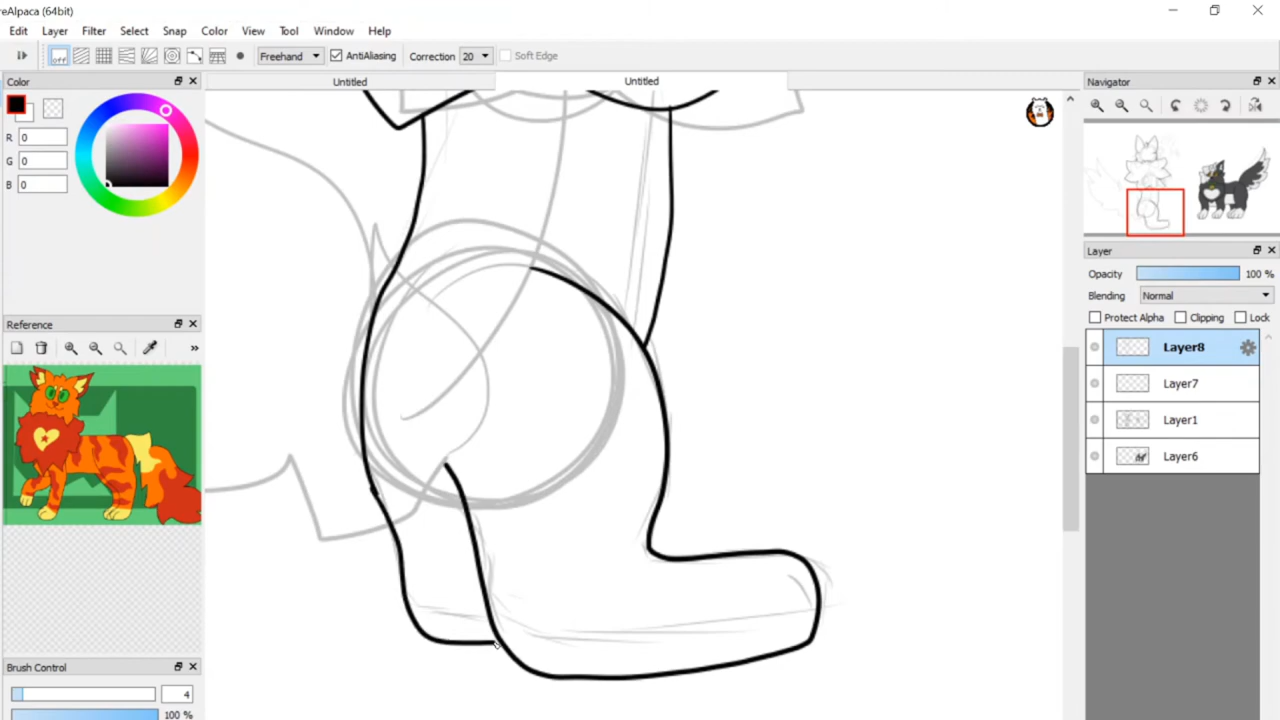 reAlpaca (64bit)
Edit Layer Filter Select Snap Color View Tool Window Help
off Freehand AntiAliasing Correction 20 Soft Edge
Color
Untitled
Untitled
Navigator
R 0
G 0
B 0
Layer
Opacity 100 %
Blending Normal
Protect Alpha Clipping Lock
Reference
Layer8
Layer7
Layer1
Layer6
Brush Control
4
100 %